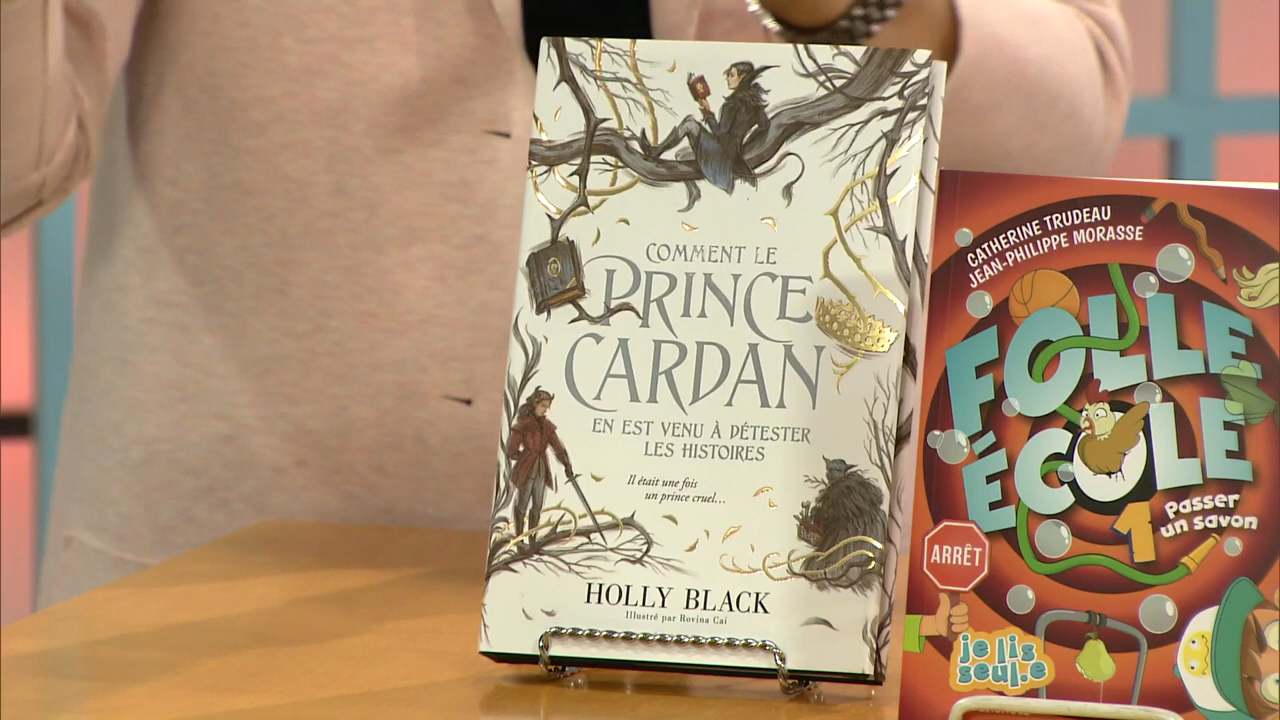 COMMENT LE
PRINCE
CARDAN
EN EST VENU À DÉTESTER
LES HISTOIRES
Il était une fois
un prince cruel...
HOLLY BLACK
Illustré par Rovina Cai
CATHERINE TRUDEAU
JEAN-PHILIPPE MORASSE
FOLLE
ÉCOLE
1
Passer
un savon
ARRÊT
je lis
seul.e